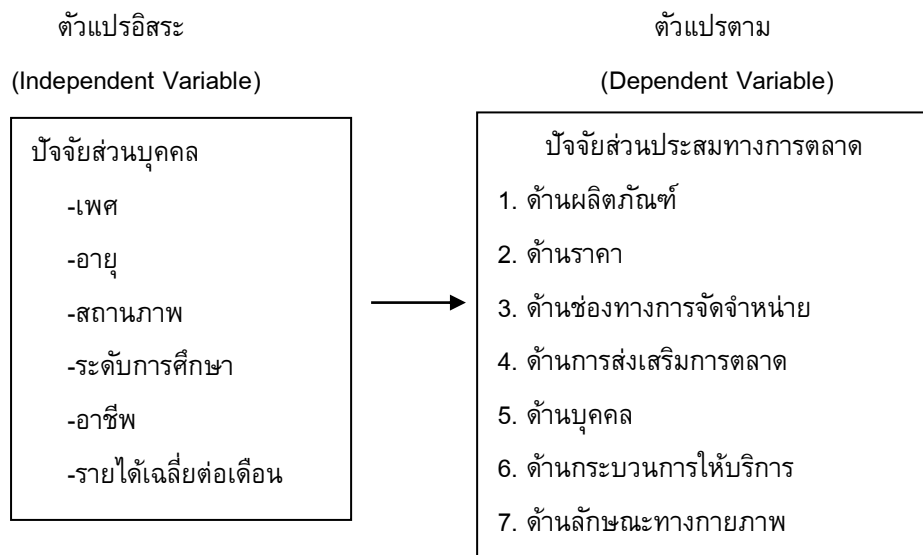 ตัวแปรอิสระ
(Independent Variable)
ปัจจัยส่วนบุคคล
-เพศ
-อายุ
-สถานภาพ
-ระดับการศึกษา
-อาชีพ
-รายได้เฉลี่ยต่อเดือน
ตัวแปรตาม
(Dependent Variable)
ปัจจัยส่วนประสมทางการตลาด
1. ด้านผลิตภัณฑ์
2. ด้านราคา
3. ด้านช่องทางการจัดจำหน่าย
4. ด้านการส่งเสริมการตลาด
5. ด้านบุคคล
6. ด้านกระบวนการให้บริการ
7. ด้านลักษณะทางกายภาพ